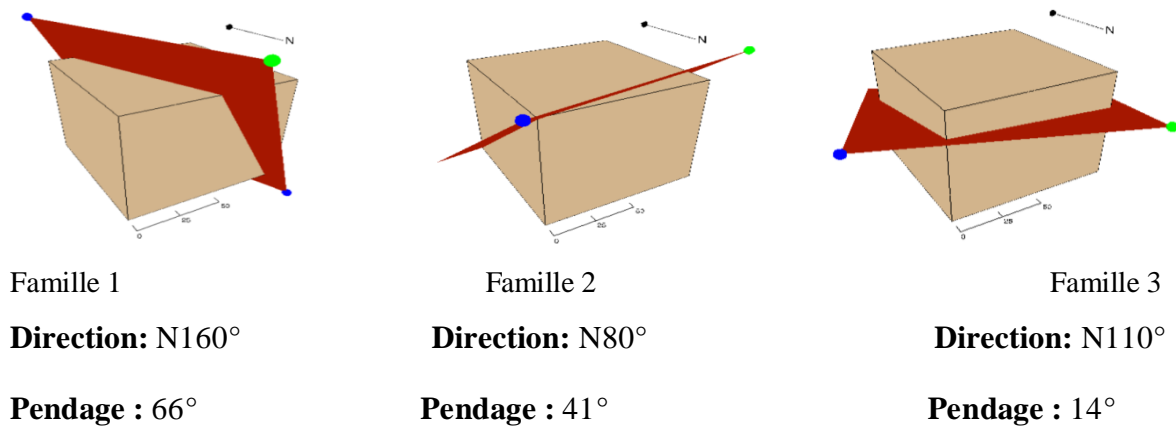 N N N
0 25 50 0 25 50 0 25 50
Famille 1 Famille 2 Famille 3
Direction: N160° Direction: N80° Direction: N110°
Pendage : 66° Pendage : 41° Pendage : 14°